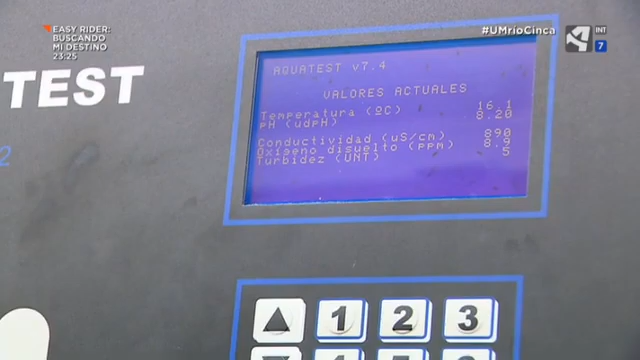 EASY RIDER:
BUSCANDO
MI DESTINO
23:25
#UMrioCinca
INT
7
TEST
2
AQUATEST v7.4
VALORES ACTUALES
Temperatura (ºC) 16.1
pH (udpH) 8.20
Conductividad (uS/cm) 890
Oxigeno disuelto (ppm) 8.9
Turbidez (UNT) 5
1 2 3